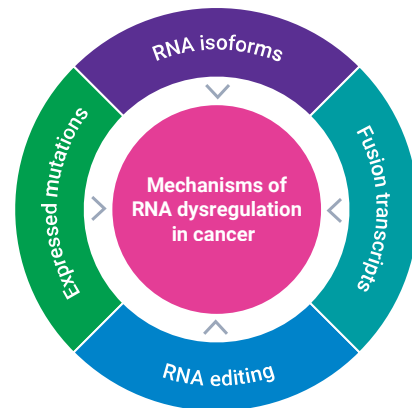 RNA isoforms
Expressed mutations
Mechanisms of
RNA dysregulation
in cancer
Fusion transcripts
RNA editing